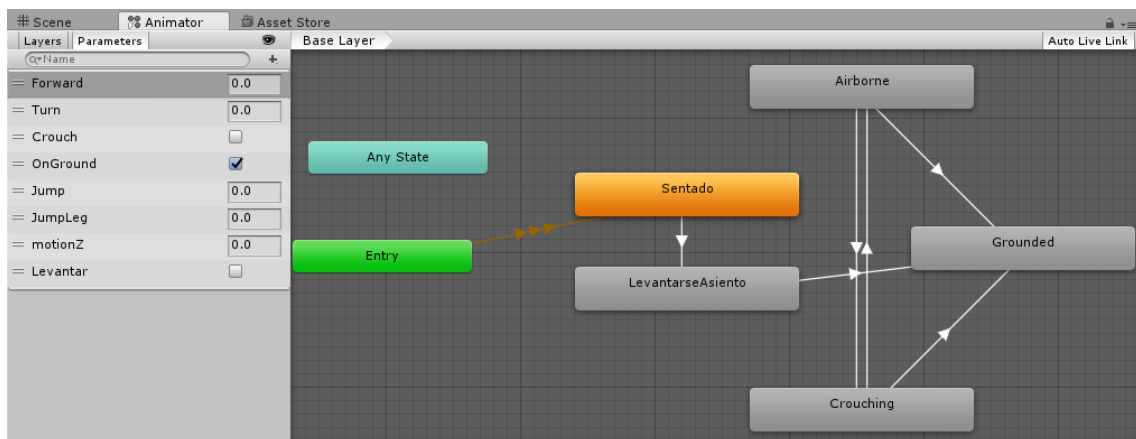 Scene Animator Asset Store
Layers Parameters Base Layer Auto Live Link
Name
Forward 0.0
Turn 0.0
Crouch
OnGround
Jump 0.0
JumpLeg 0.0
motionZ 0.0
Levantar
Any State
Entry
Sentado
LevantarseAsiento
Airborne
Grounded
Crouching